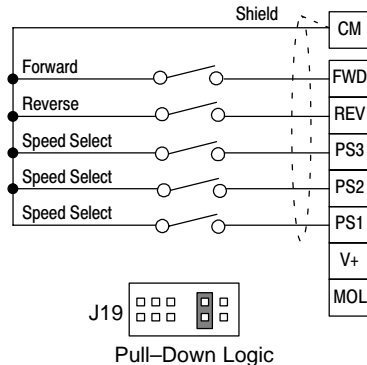 Shield
CM
Forward
FWD
Reverse
REV
Speed Select
PS3
Speed Select
PS2
Speed Select
PS1
V+
MOL
J19
Pull–Down Logic